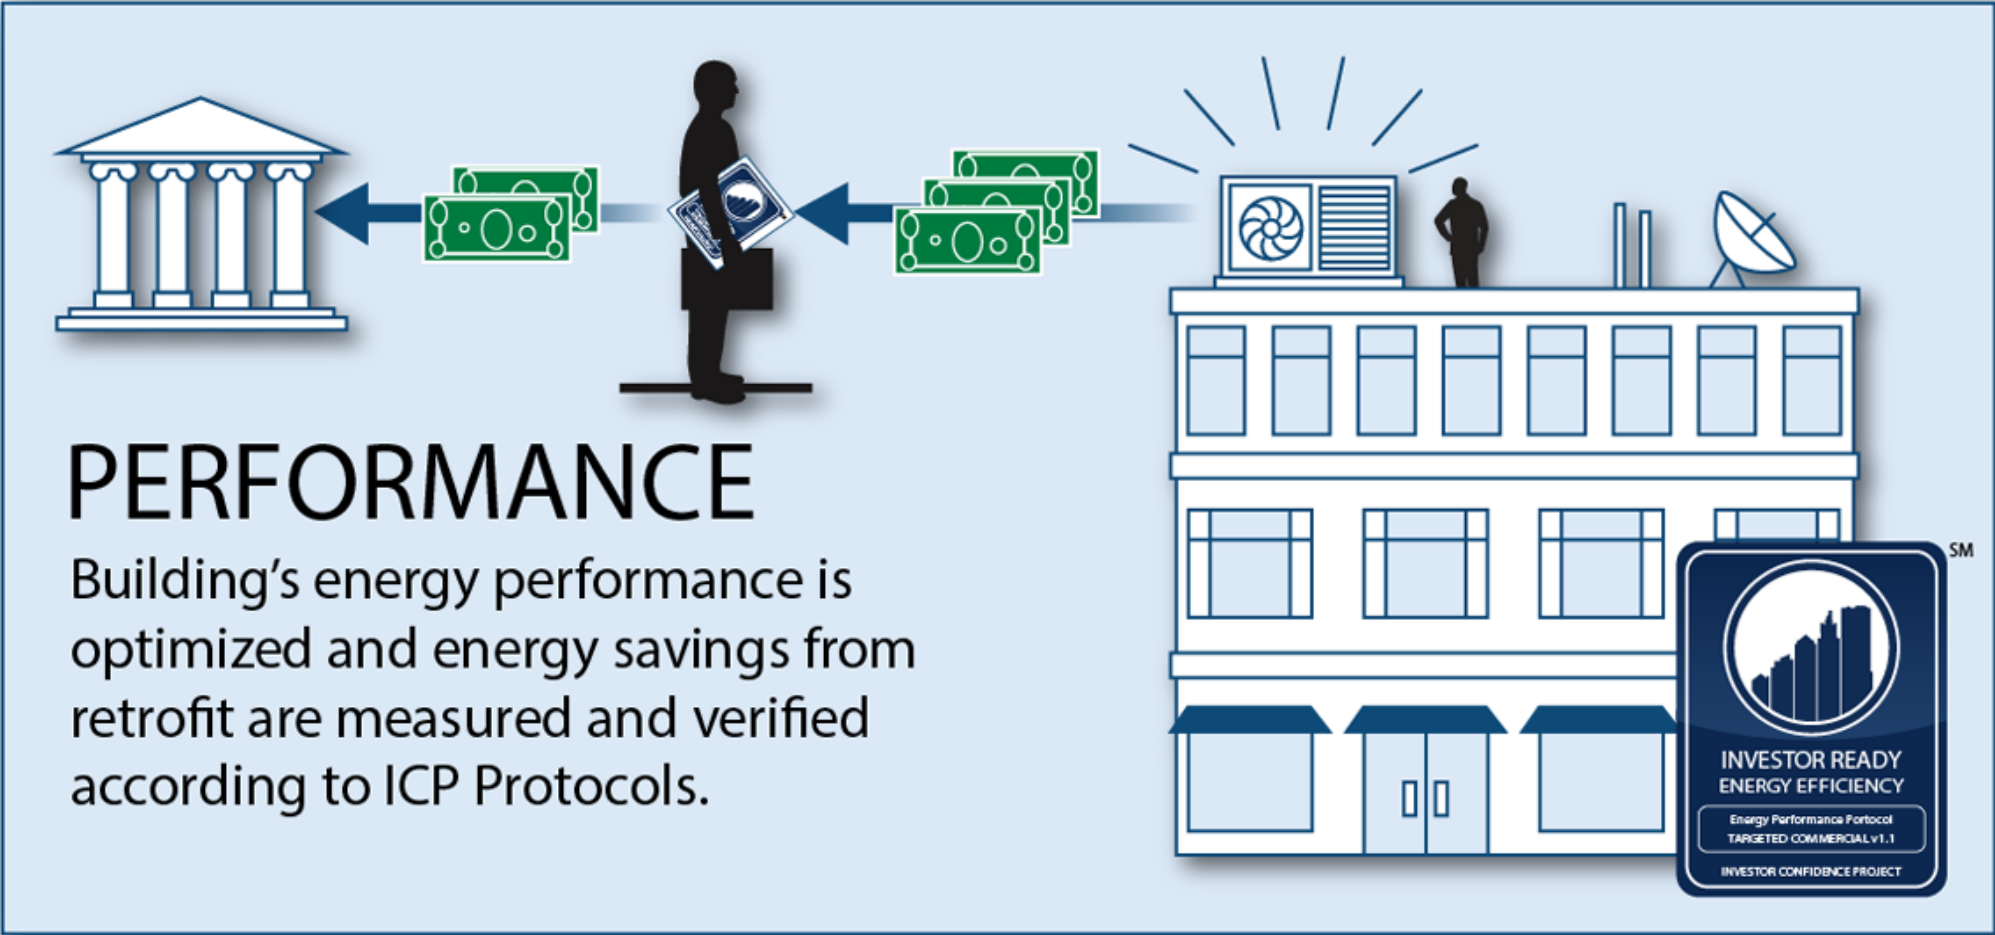 PERFORMANCE
Building's energy performance is
optimized and energy savings from
retrofit are measured and verified
according to ICP Protocols.
SM
INVESTOR READY
ENERGY EFFICIENCY
Energy Performance Portocol
TARGETED COMMERCIAL v1.1
INVESTOR CONFIDENCE PROJECT